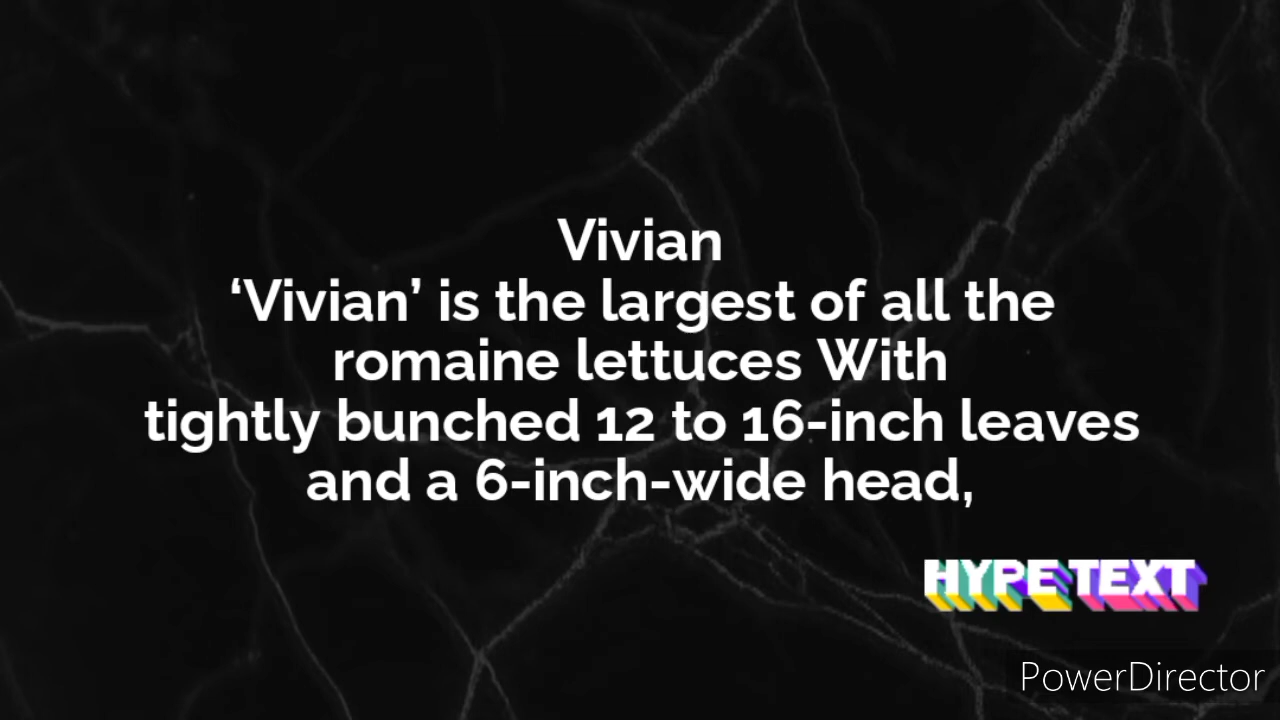 Vivian
‘Vivian’ is the largest of all the
romaine lettuces With
tightly bunched 12 to 16-inch leaves
and a 6-inch-wide head,
HYPE TEXT
PowerDirector